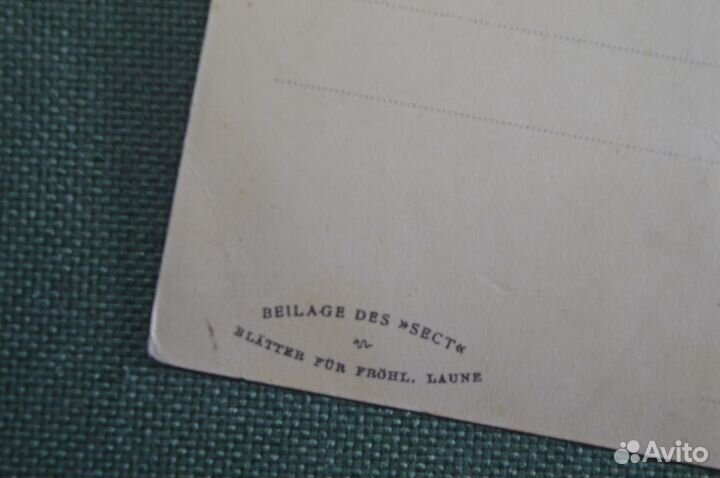 BEILAGE DES »SECT«
BLÄTTER FÜR FRÖHL. LAUNE
Avito